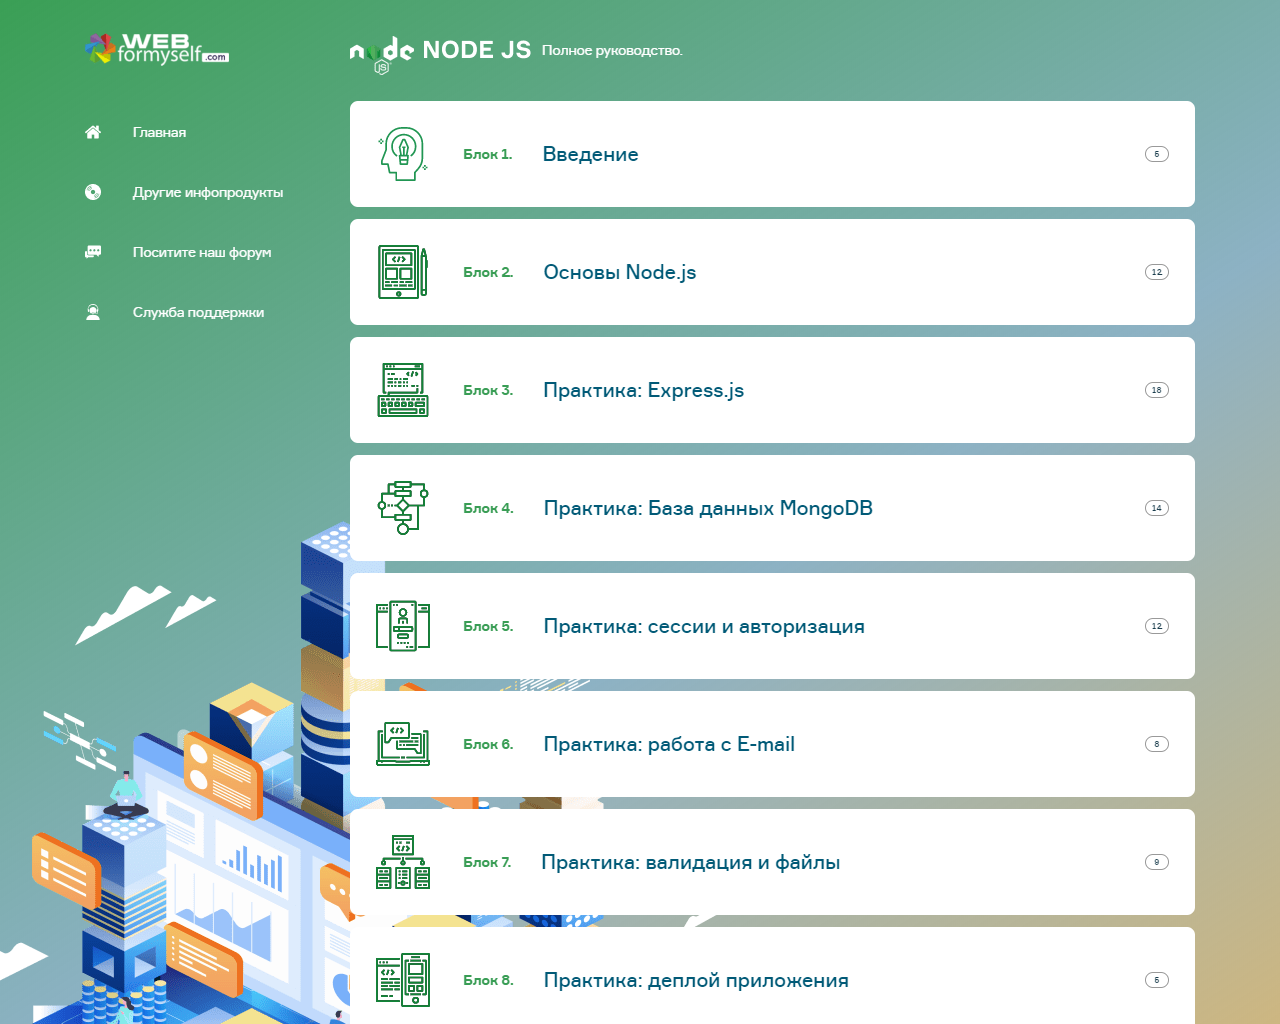 WEB
formyself.com
node JS NODE JS Полное руководство.
Главная
Другие инфопродукты
Поситите наш форум
Служба поддержки
Блок 1. Введение 6
Блок 2. Основы Node.js 12
Блок 3. Практика: Express.js 18
Блок 4. Практика: База данных MongoDB 14
Блок 5. Практика: сессии и авторизация 12
Блок 6. Практика: работа с E-mail 8
Блок 7. Практика: валидация и файлы 9
Блок 8. Практика: деплой приложения